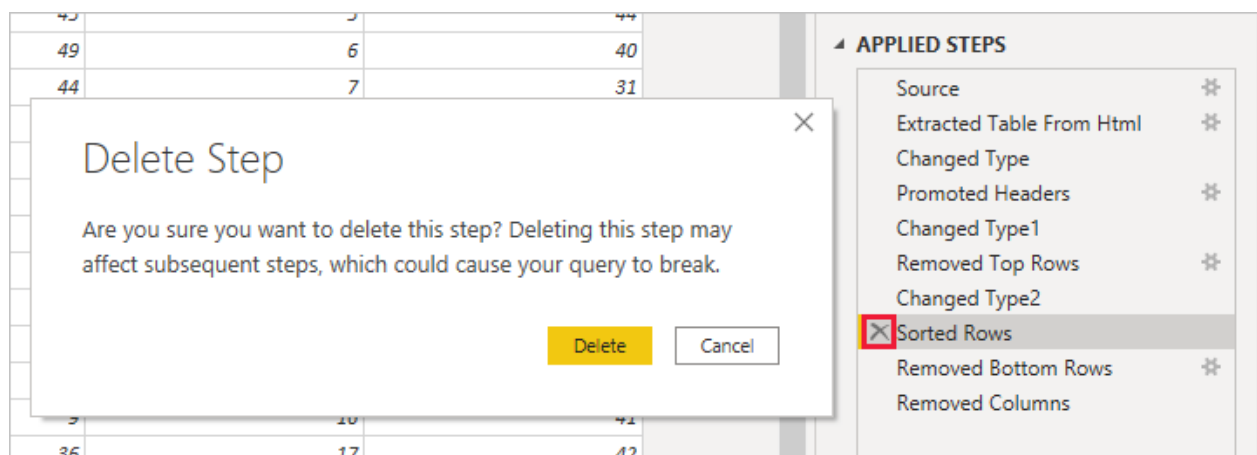 49 6 40
44 7 31
Delete Step
Are you sure you want to delete this step? Deleting this step may
affect subsequent steps, which could cause your query to break.
Delete Cancel
36 17 42
APPLIED STEPS
Source
Extracted Table From Html
Changed Type
Promoted Headers
Changed Type1
Removed Top Rows
Changed Type2
Sorted Rows
Removed Bottom Rows
Removed Columns